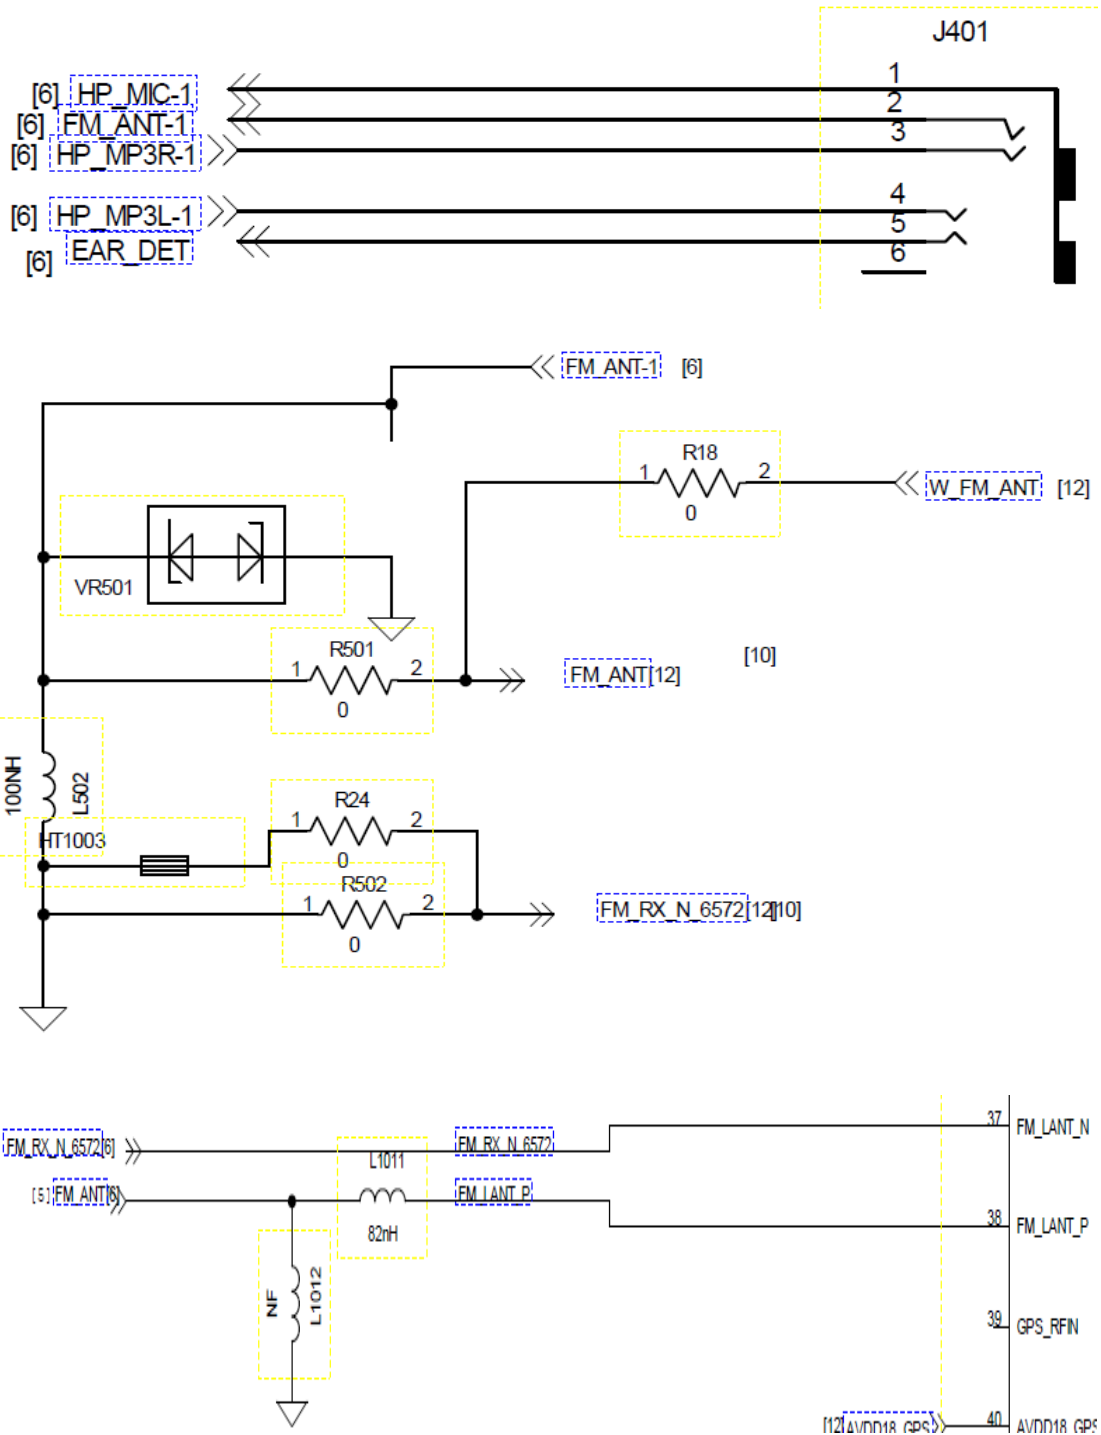 J401
[6] HP_MIC-1 1
[6] FM_ANT-1 2
[6] HP_MP3R-1 3
[6] HP_MP3L-1 4
[6] EAR_DET 5
6
FM_ANT-1 [6]
R18
1 2
0
W_FM_ANT [12]
VR501
R501
1 2
0
FM_ANT[12]
[10]
100NH
L502
R24
1 2
0
HT1003
R502
1 2
0
FM_RX_N_6572[12][10]
FM_RX_N_6572[6]
FM_RX_N_6572
37 FM_LANT_N
L1011
[5] FM_ANT[6]
FM_LANT_P
38 FM_LANT_P
82nH
NF
L1012
39 GPS_RFIN
[12]AVDD18_GPS
40 AVDD18_GPS